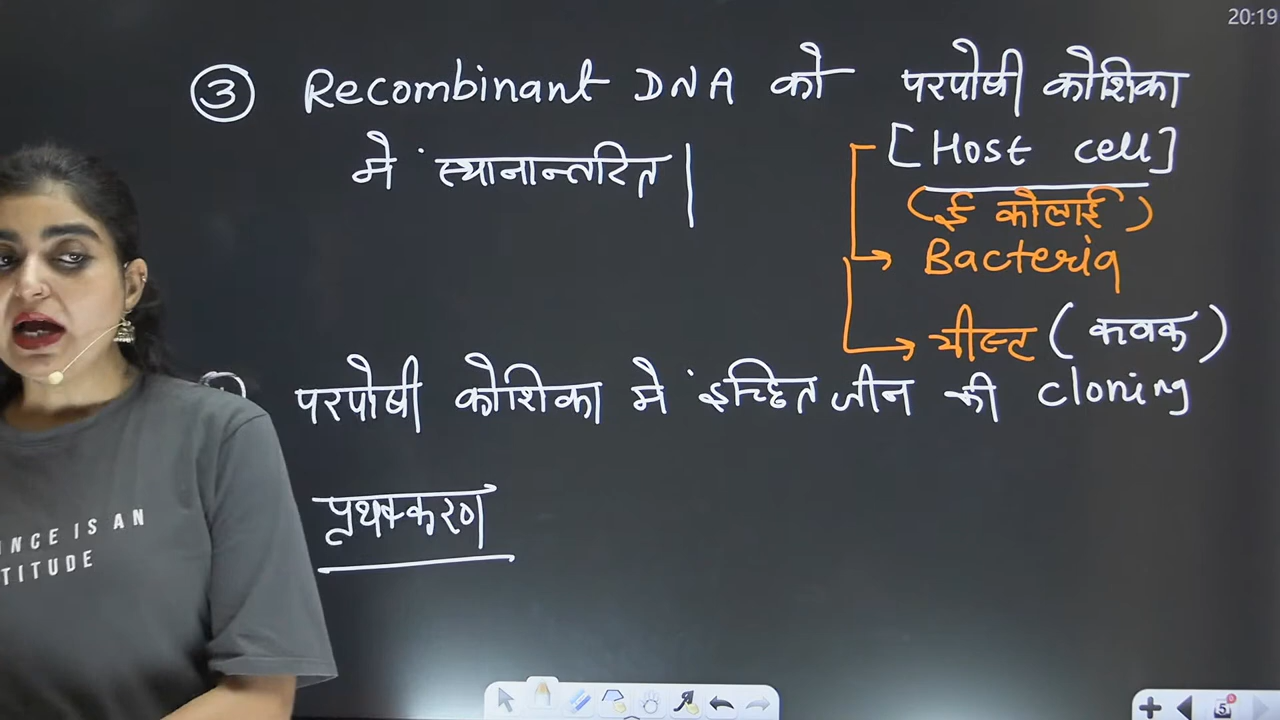 20:19
③ Recombinant DNA को परपोषी कोशिका
[Host cell]
में स्थानान्तरित |
(ई कोलाई)
Bacteria
यीस्ट (कवक)
परपोषी कोशिका में इच्छित जीन की cloning
पृथक्करण
NCE IS AN
TITUDE
5